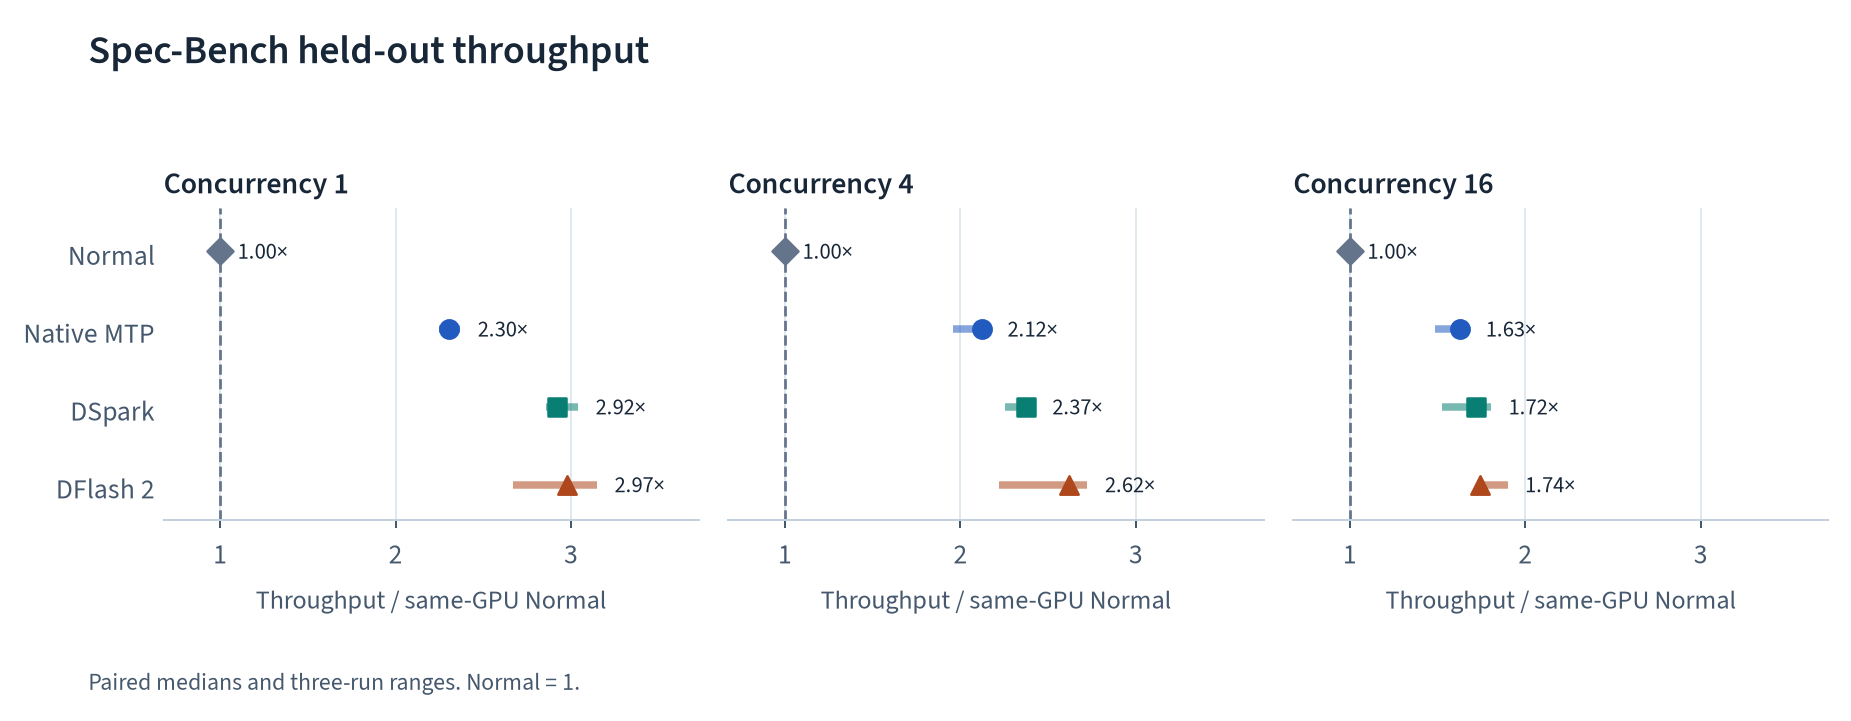 Spec-Bench held-out throughput
Concurrency 1
Concurrency 4
Concurrency 16
Normal
1.00×
1.00×
1.00×
Native MTP
2.30×
2.12×
1.63×
DSpark
2.92×
2.37×
1.72×
DFlash 2
2.97×
2.62×
1.74×
1 2 3
1 2 3
1 2 3
Throughput / same-GPU Normal
Throughput / same-GPU Normal
Throughput / same-GPU Normal
Paired medians and three-run ranges. Normal = 1.